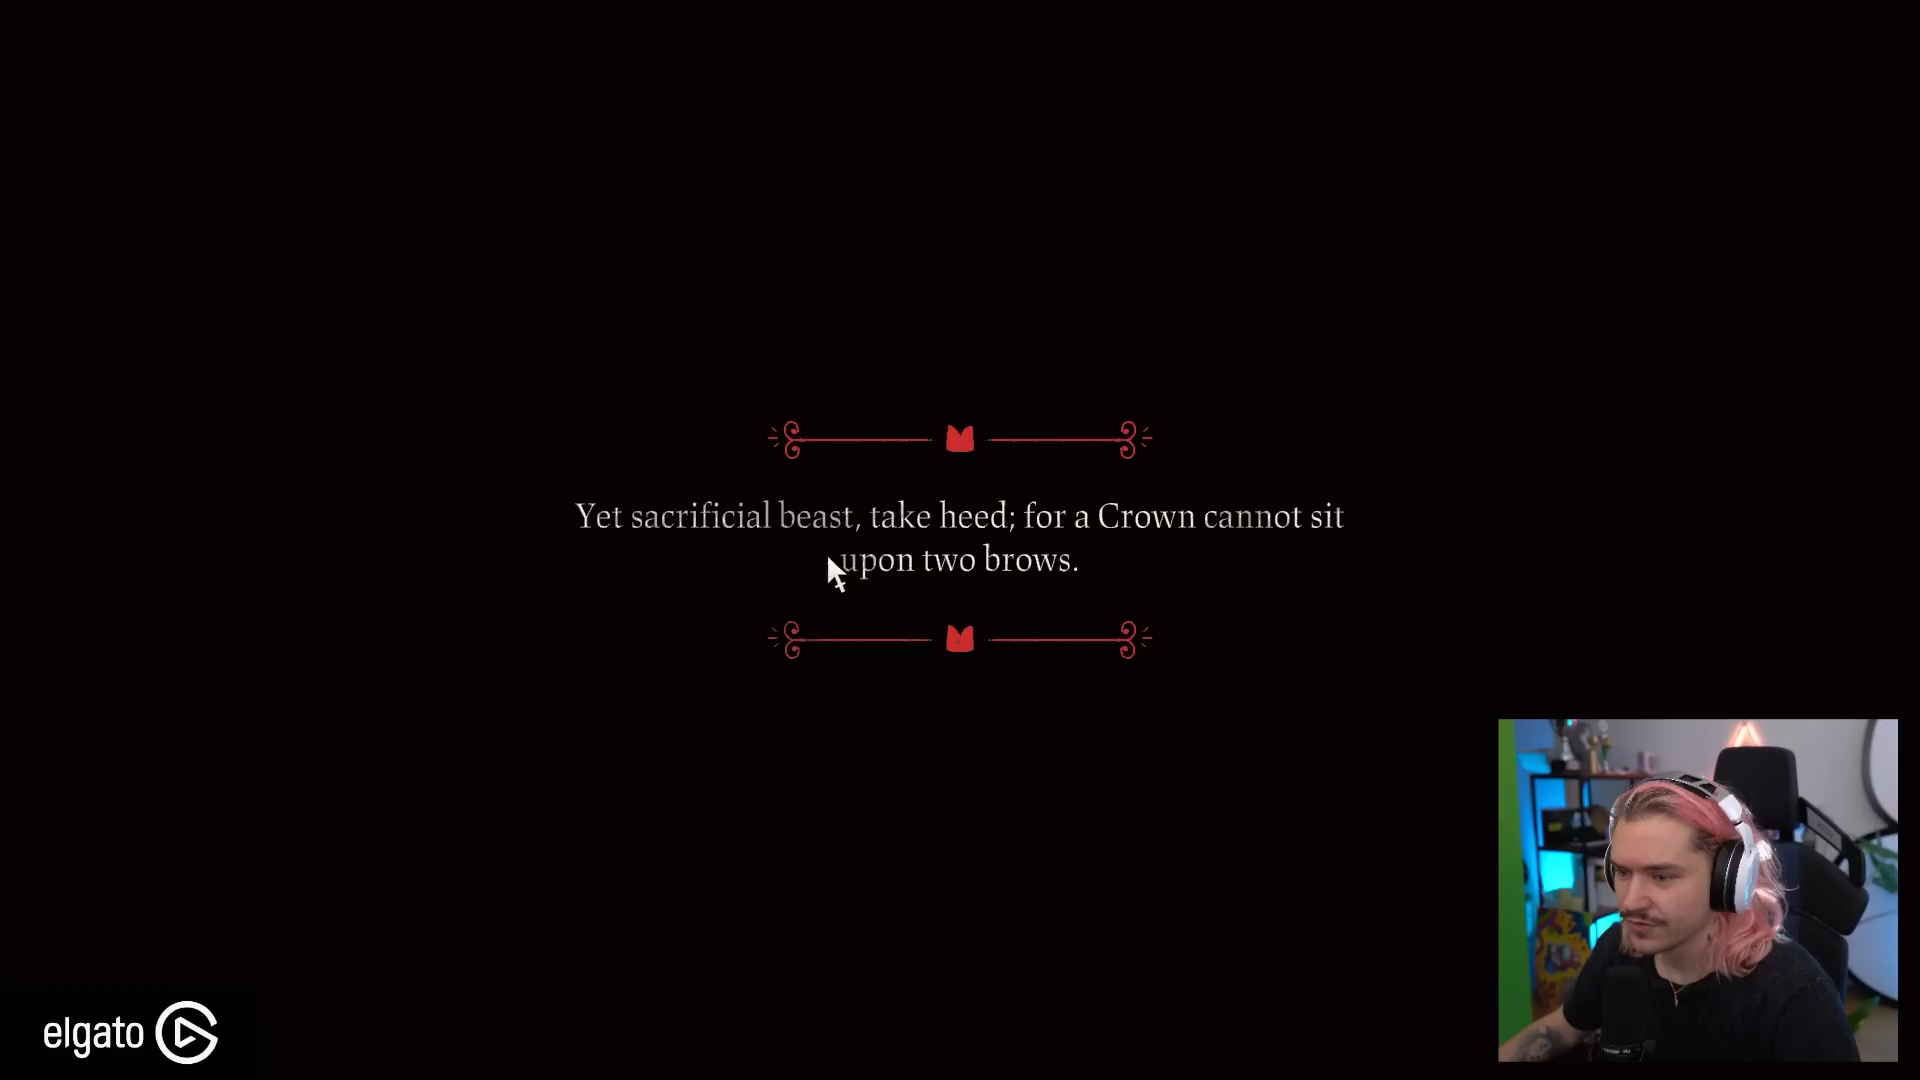 Yet sacrificial beast, take heed; for a Crown cannot sit
upon two brows.
elgato